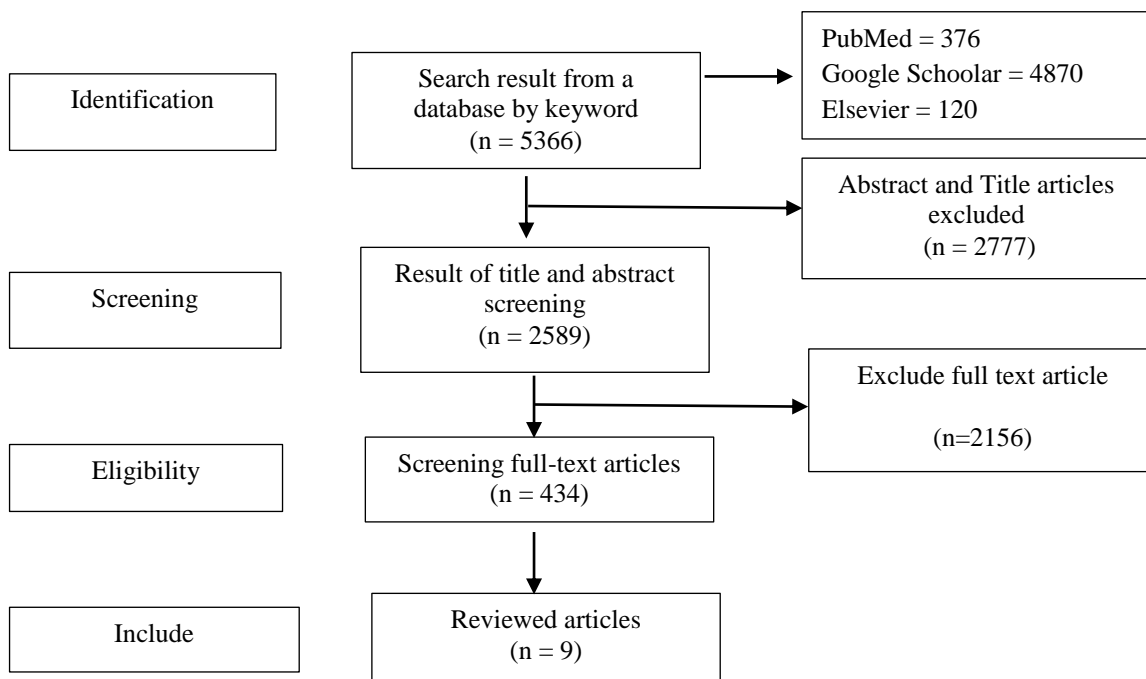 Identification
Search result from a
database by keyword
(n = 5366)
PubMed = 376
Google Schoolar = 4870
Elsevier = 120
Abstract and Title articles
excluded
(n = 2777)
Screening
Result of title and abstract
screening
(n = 2589)
Exclude full text article
(n=2156)
Eligibility
Screening full-text articles
(n = 434)
Include
Reviewed articles
(n = 9)